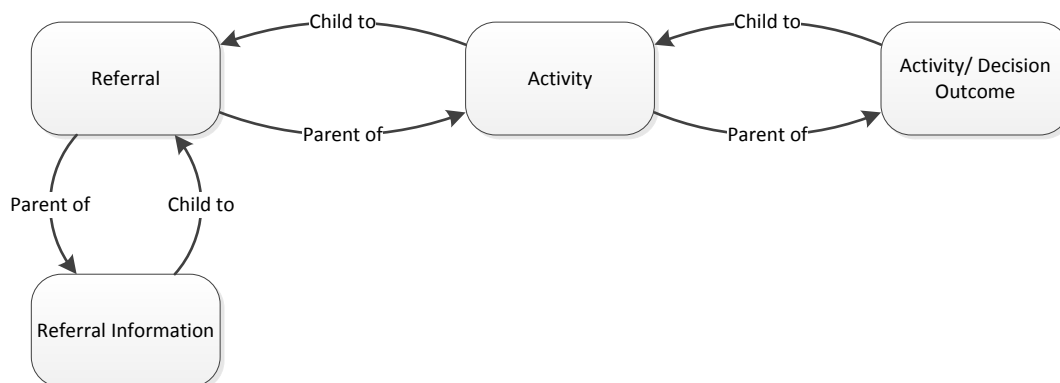 Child to
Child to
Referral
Activity
Activity/ Decision
Outcome
Parent of
Parent of
Parent of
Child to
Referral Information